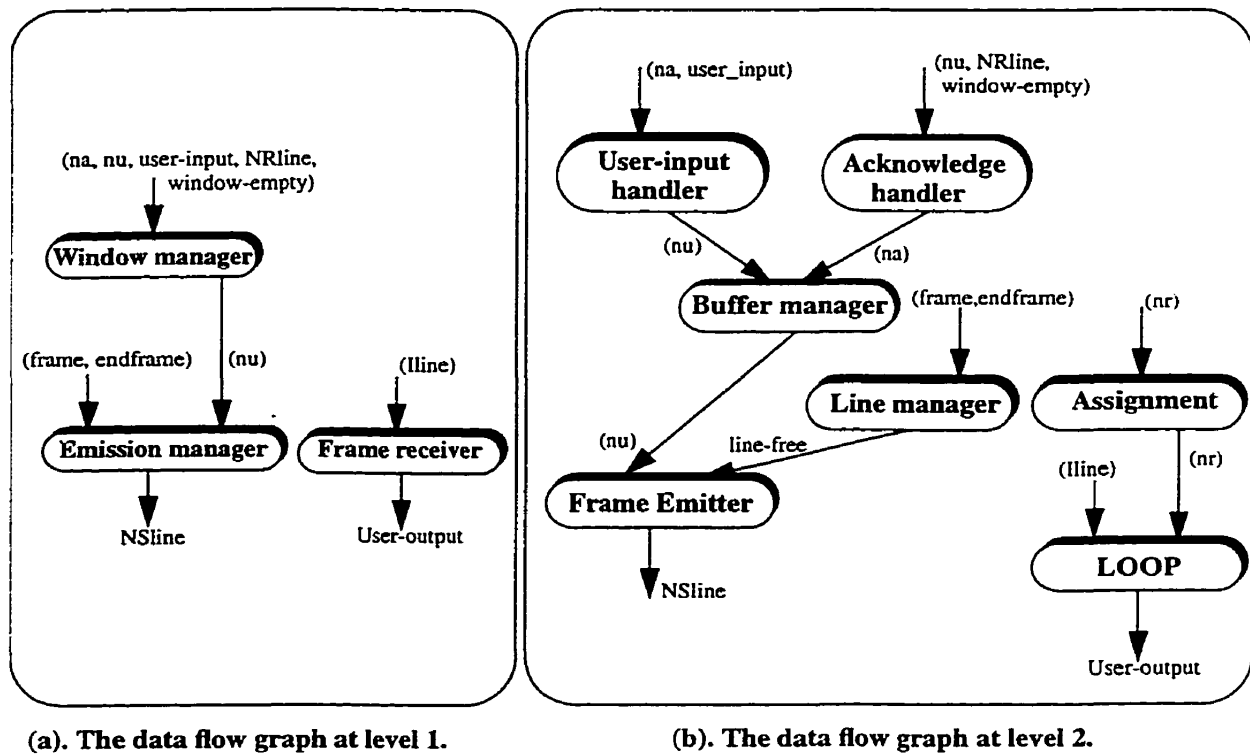 (na, nu, user-input, NRline,
window-empty)
Window manager
(frame, endframe)
(nu)
(Iline)
Emission manager
Frame receiver
NSline
User-output
(a). The data flow graph at level 1.
(na, user_input)
(nu, NRline,
window-empty)
User-input
handler
Acknowledge
handler
(nu)
(na)
Buffer manager
(frame,endframe)
(nr)
Line manager
Assignment
(nu)
line-free
(Iline)
(nr)
Frame Emitter
LOOP
NSline
User-output
(b). The data flow graph at level 2.